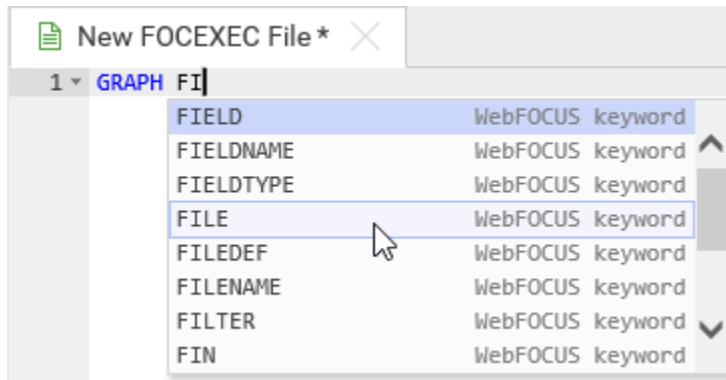 New FOCEXEC File*
1 GRAPH FI
FIELD WebFOCUS keyword
FIELDNAME WebFOCUS keyword
FIELDTYPE WebFOCUS keyword
FILE WebFOCUS keyword
FILEDEF WebFOCUS keyword
FILENAME WebFOCUS keyword
FILTER WebFOCUS keyword
FIN WebFOCUS keyword